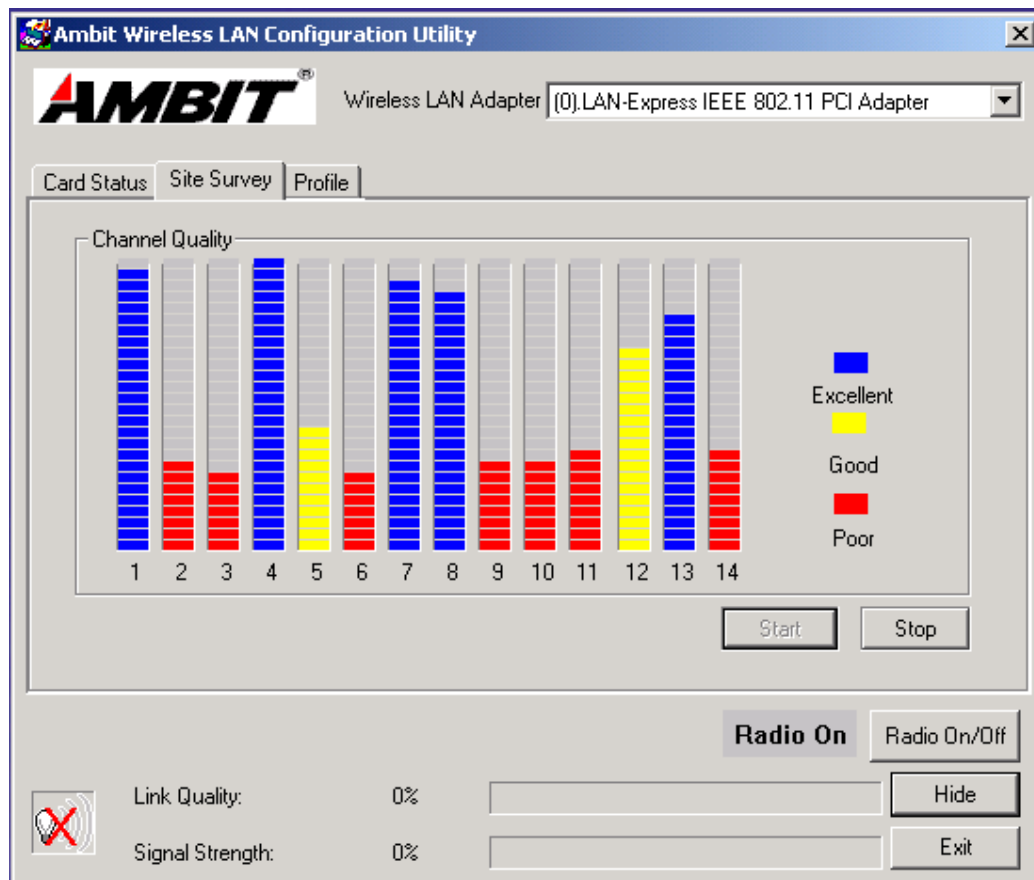 Ambit Wireless LAN Configuration Utility
AMBIT®
Wireless LAN Adapter (0).LAN-Express IEEE 802.11 PCI Adapter
Card Status Site Survey Profile
Channel Quality
Excellent
Good
Poor
1 2 3 4 5 6 7 8 9 10 11 12 13 14
Start Stop
Radio On Radio On/Off
Link Quality: 0% Hide
Signal Strength: 0% Exit